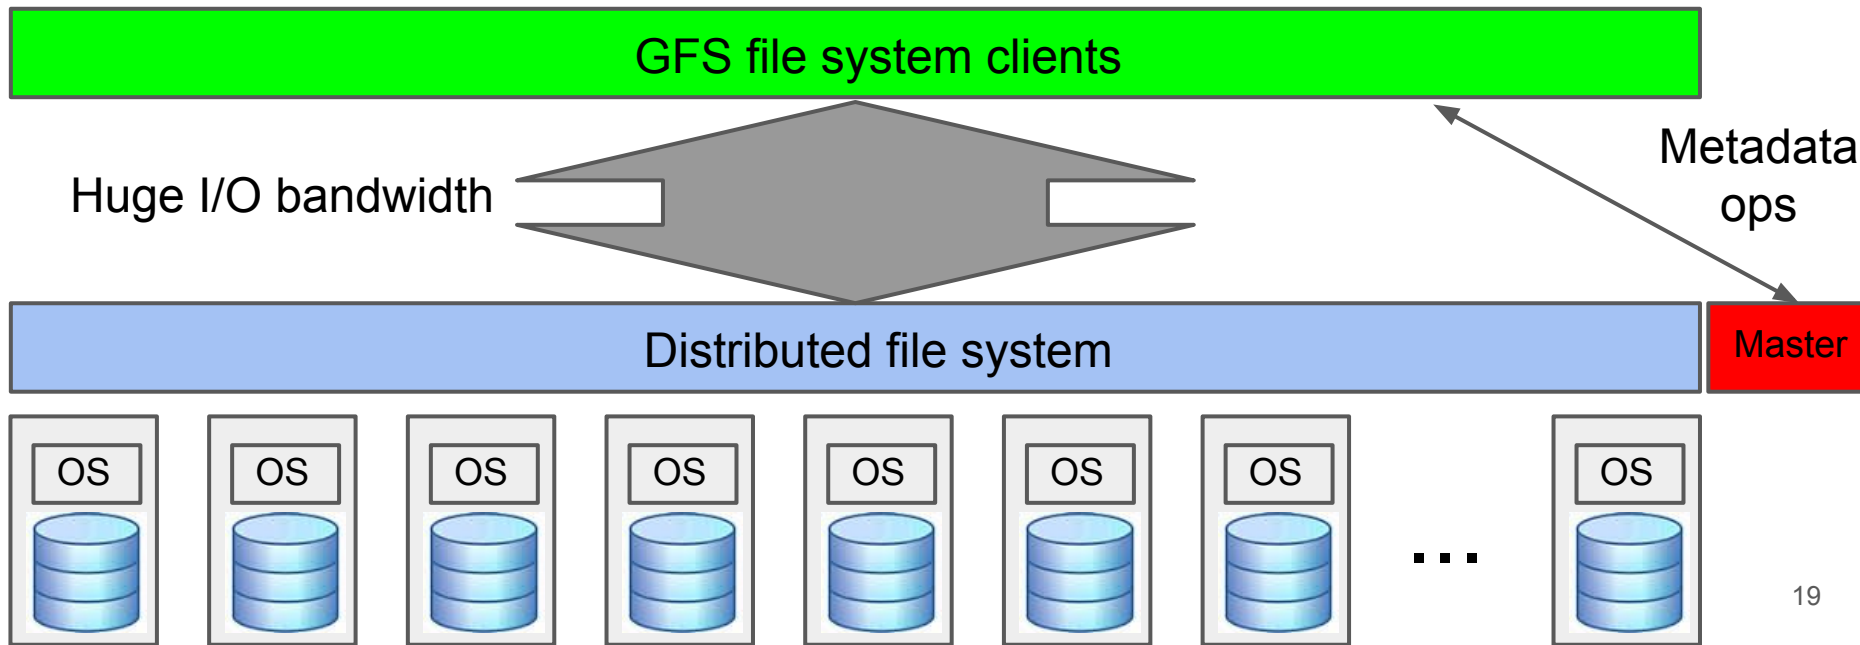 GFS file system clients
Huge I/O bandwidth
Metadata
ops
Distributed file system
Master
OS
OS
OS
OS
OS
OS
OS
OS
...
19